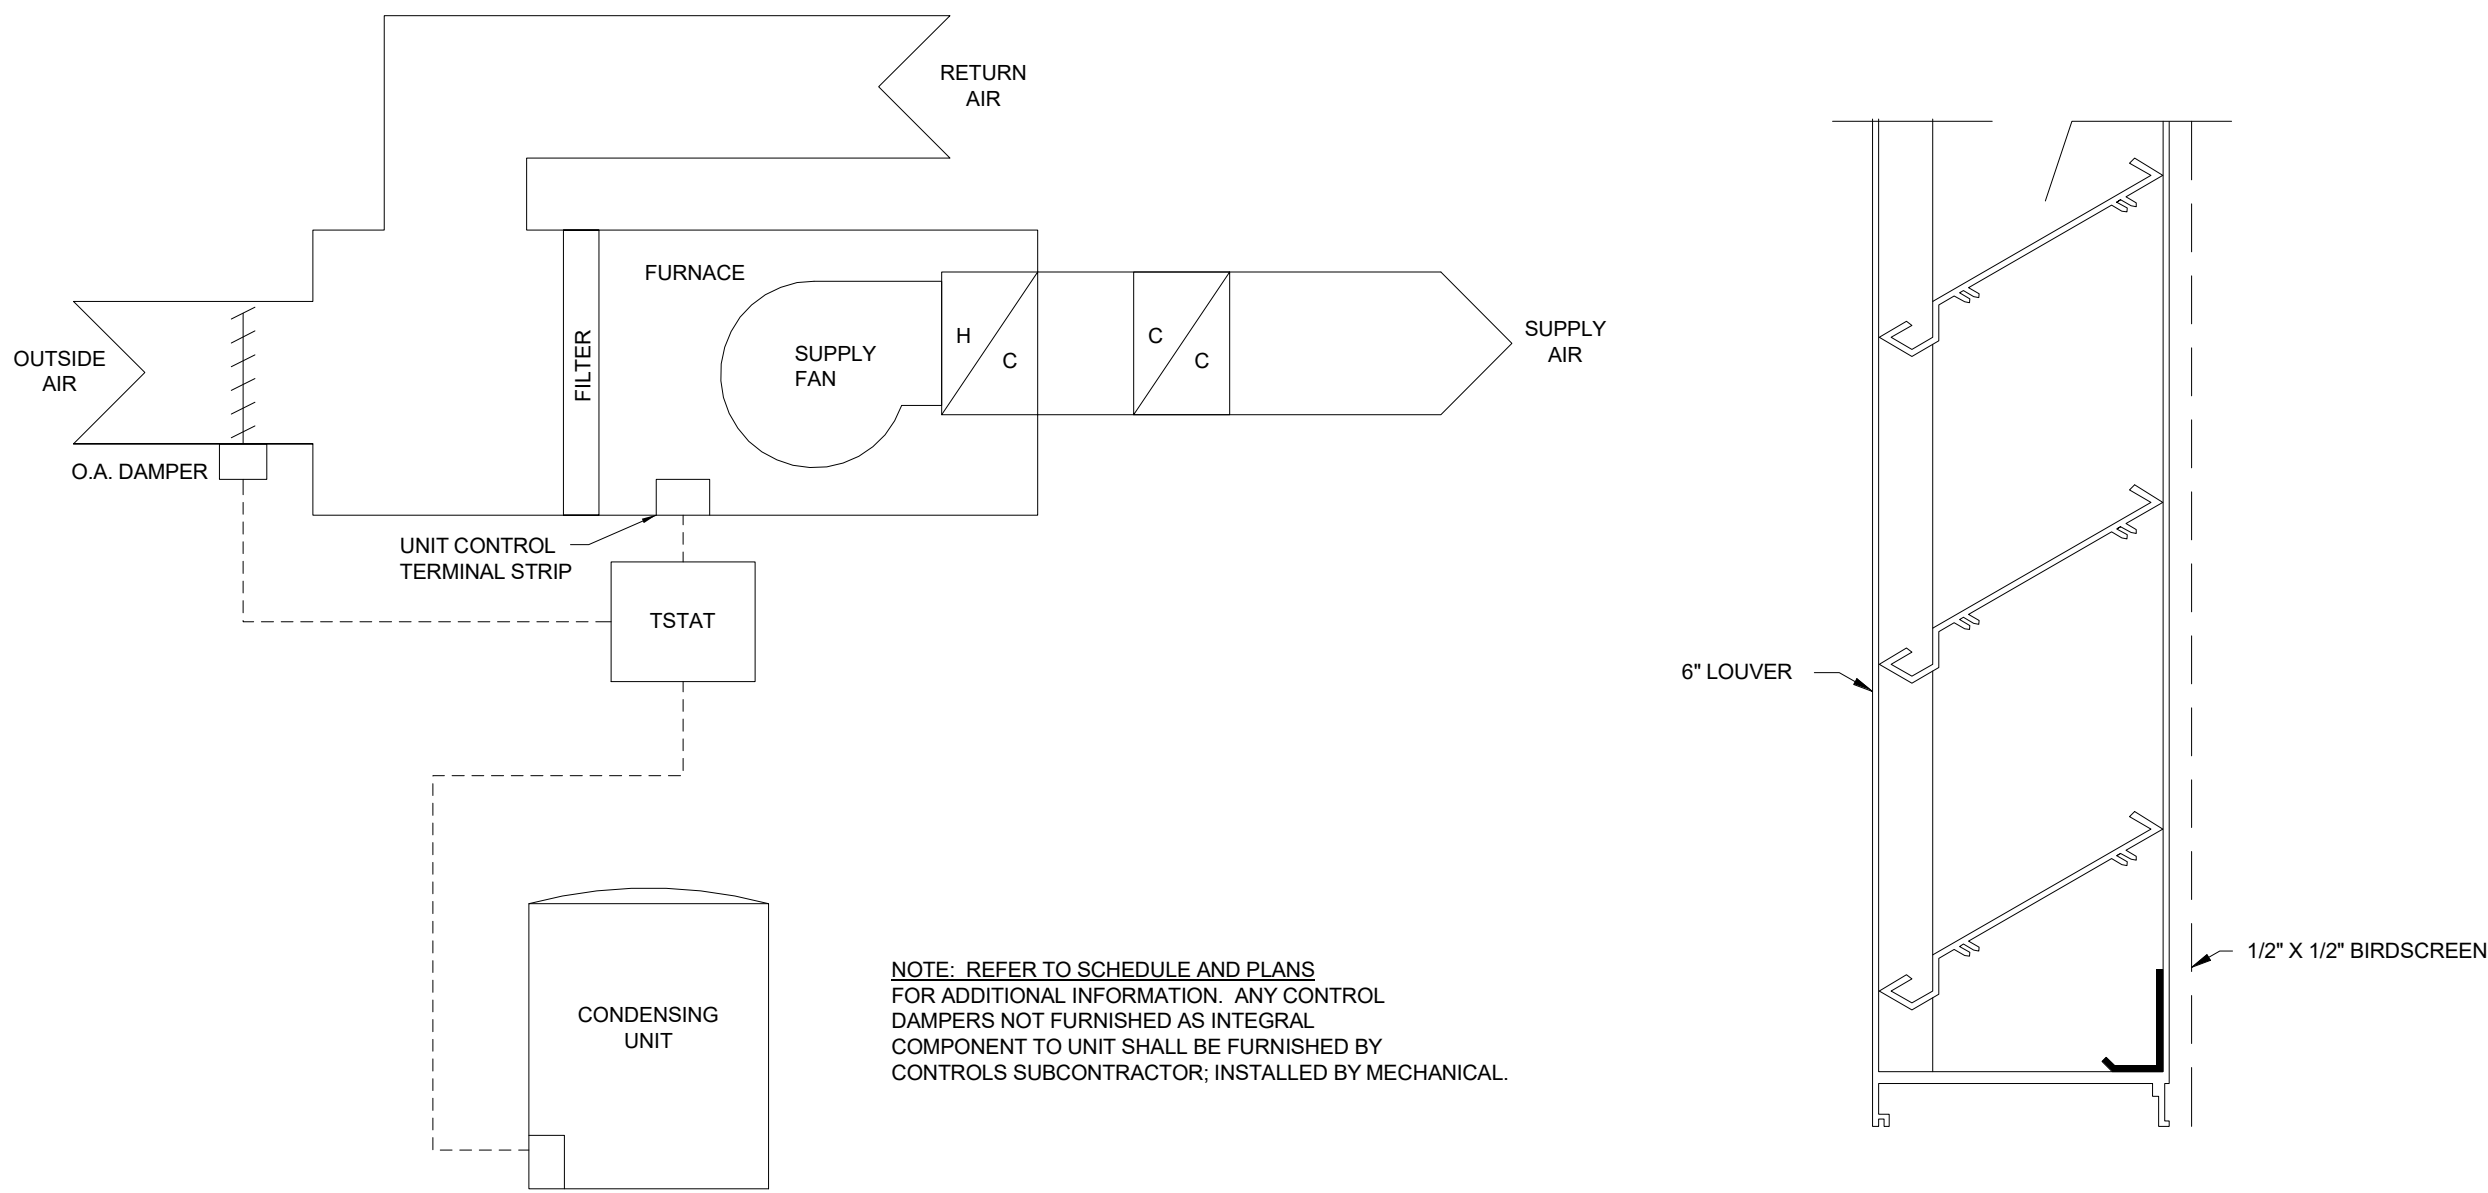 RETURN
AIR
FURNACE
OUTSIDE
AIR
FILTER
SUPPLY
FAN
H
C
C
C
SUPPLY
AIR
O.A. DAMPER
UNIT CONTROL
TERMINAL STRIP
TSTAT
CONDENSING
UNIT
NOTE: REFER TO SCHEDULE AND PLANS
FOR ADDITIONAL INFORMATION. ANY CONTROL
DAMPERS NOT FURNISHED AS INTEGRAL
COMPONENT TO UNIT SHALL BE FURNISHED BY
CONTROLS SUBCONTRACTOR; INSTALLED BY MECHANICAL.
6" LOUVER
1/2" X 1/2" BIRDSCREEN